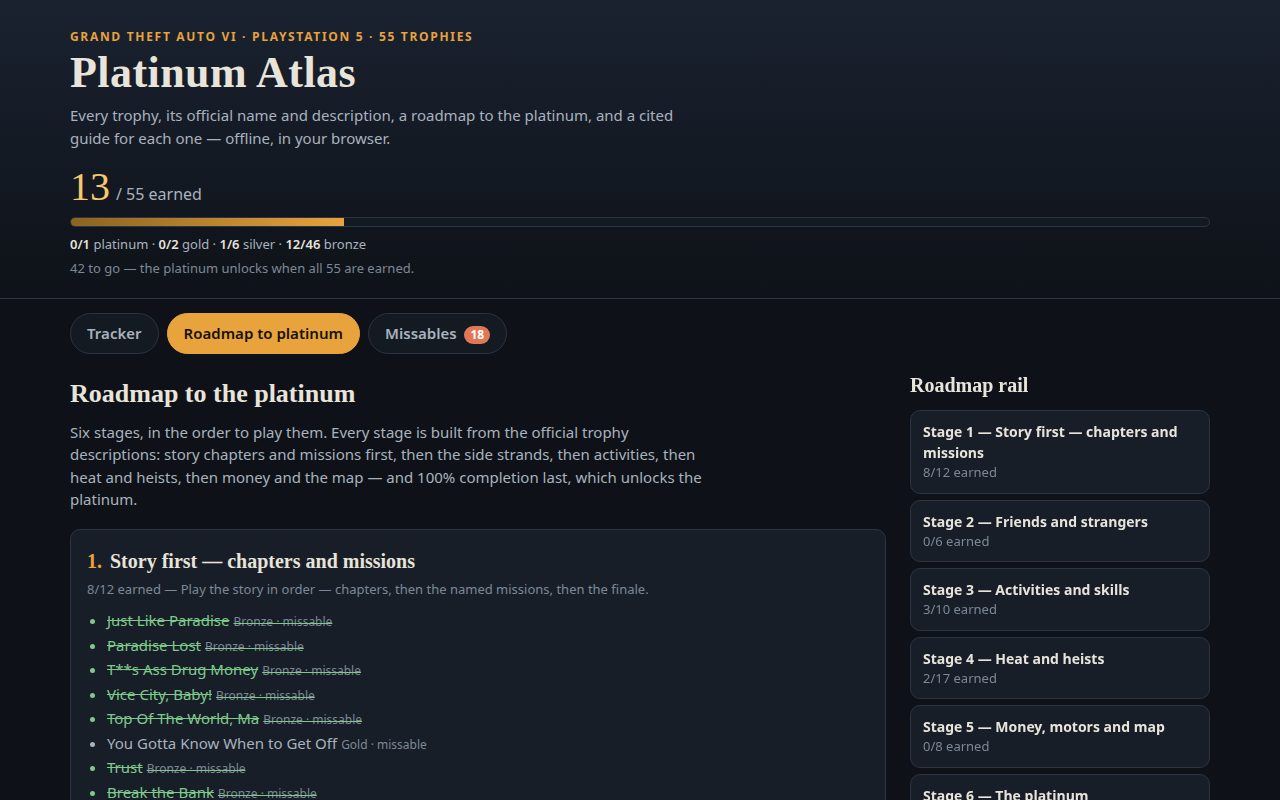 GRAND THEFT AUTO VI · PLAYSTATION 5 · 55 TROPHIES
Platinum Atlas
Every trophy, its official name and description, a roadmap to the platinum, and a cited
guide for each one — offline, in your browser.
13 / 55 earned
0/1 platinum · 0/2 gold · 1/6 silver · 12/46 bronze
42 to go — the platinum unlocks when all 55 are earned.
Tracker
Roadmap to platinum
Missables 18
Roadmap to the platinum
Six stages, in the order to play them. Every stage is built from the official trophy
descriptions: story chapters and missions first, then the side strands, then activities, then
heat and heists, then money and the map — and 100% completion last, which unlocks the
platinum.
1. Story first — chapters and missions
8/12 earned — Play the story in order — chapters, then the named missions, then the finale.
• Just Like Paradise Bronze · missable
• Paradise Lost Bronze · missable
• T**s Ass Drug Money Bronze · missable
• Vice City, Baby! Bronze · missable
• Top Of The World, Ma Bronze · missable
• You Gotta Know When to Get Off Gold · missable
• Trust Bronze · missable
• Break the Bank Bronze · missable
Roadmap rail
Stage 1 — Story first — chapters and
missions
8/12 earned
Stage 2 — Friends and strangers
0/6 earned
Stage 3 — Activities and skills
3/10 earned
Stage 4 — Heat and heists
2/17 earned
Stage 5 — Money, motors and map
0/8 earned
Stage 6 — The platinum